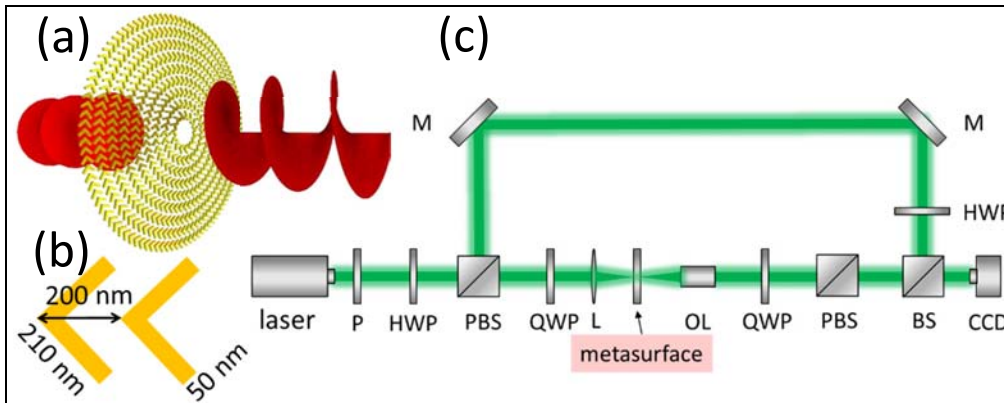 (a)
(b)
200 nm
210 nm
50 nm
(c)
M
M
HWP
laser
P
HWP
PBS
QWP
L
OL
QWP
PBS
BS
CCD
metasurface